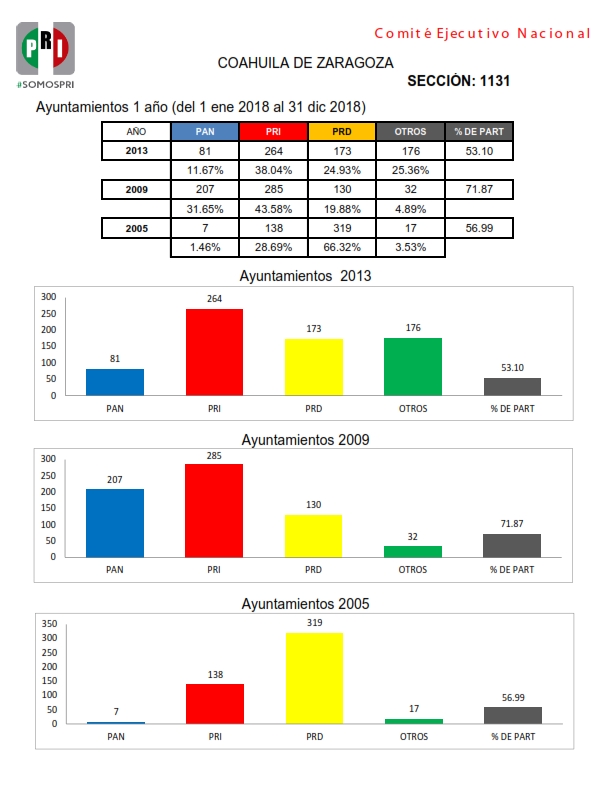 Comité Ejecutivo Nacional
PRI
#SOMOSPRI
COAHUILA DE ZARAGOZA
SECCIÓN: 1131
Ayuntamientos 1 año (del 1 ene 2018 al 31 dic 2018)
AÑO PAN PRI PRD OTROS % DE PART
2013 81 264 173 176 53.10
11.67% 38.04% 24.93% 25.36%
2009 207 285 130 32 71.87
31.65% 43.58% 19.88% 4.89%
2005 7 138 319 17 56.99
1.46% 28.69% 66.32% 3.53%
Ayuntamientos 2013
300
250
200
150
100
50
0
81 264 173 176 53.10
PAN PRI PRD OTROS % DE PART
Ayuntamientos 2009
300
250
200
150
100
50
0
207 285 130 32 71.87
PAN PRI PRD OTROS % DE PART
Ayuntamientos 2005
350
300
250
200
150
100
50
0
7 138 319 17 56.99
PAN PRI PRD OTROS % DE PART